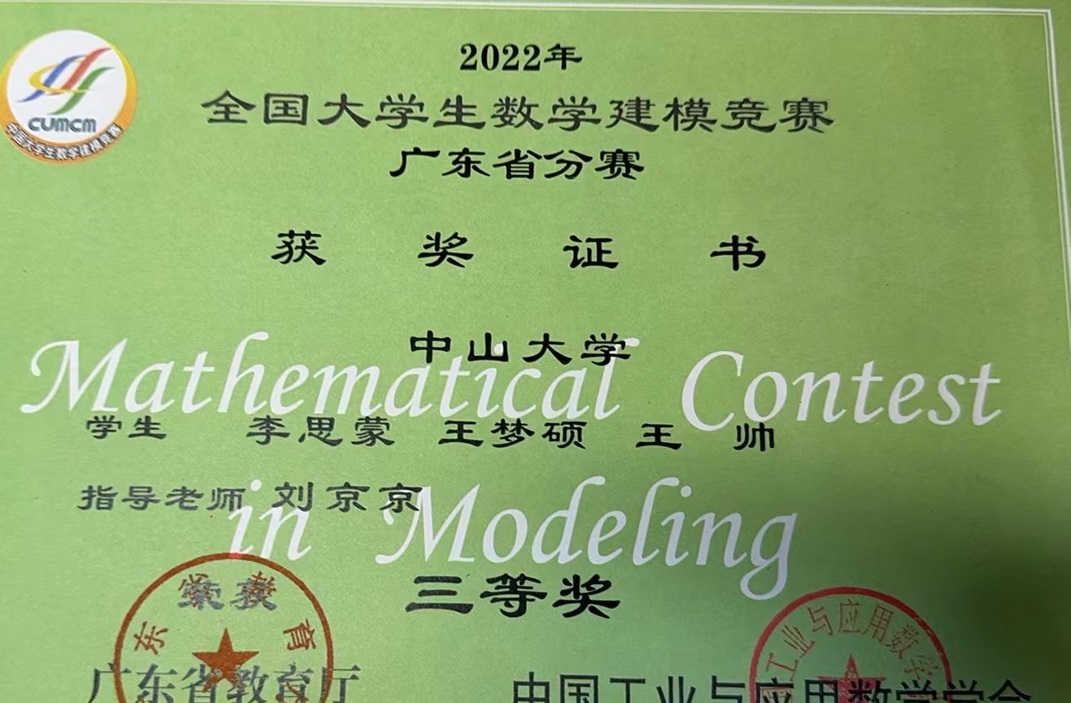 2022年
全国大学生数学建模竞赛
广东省分赛
CUMCM
中国大学生数学建模竞赛
获 奖 证 书
中山大学
Mathematical Contest
学生 李思蒙 王梦硕 王 帅
指导老师 刘京京
in Modeling
荣获 三等奖
东 省 教 育
工业与应用数学
广东省教育厅 中国工业与应用数学学会